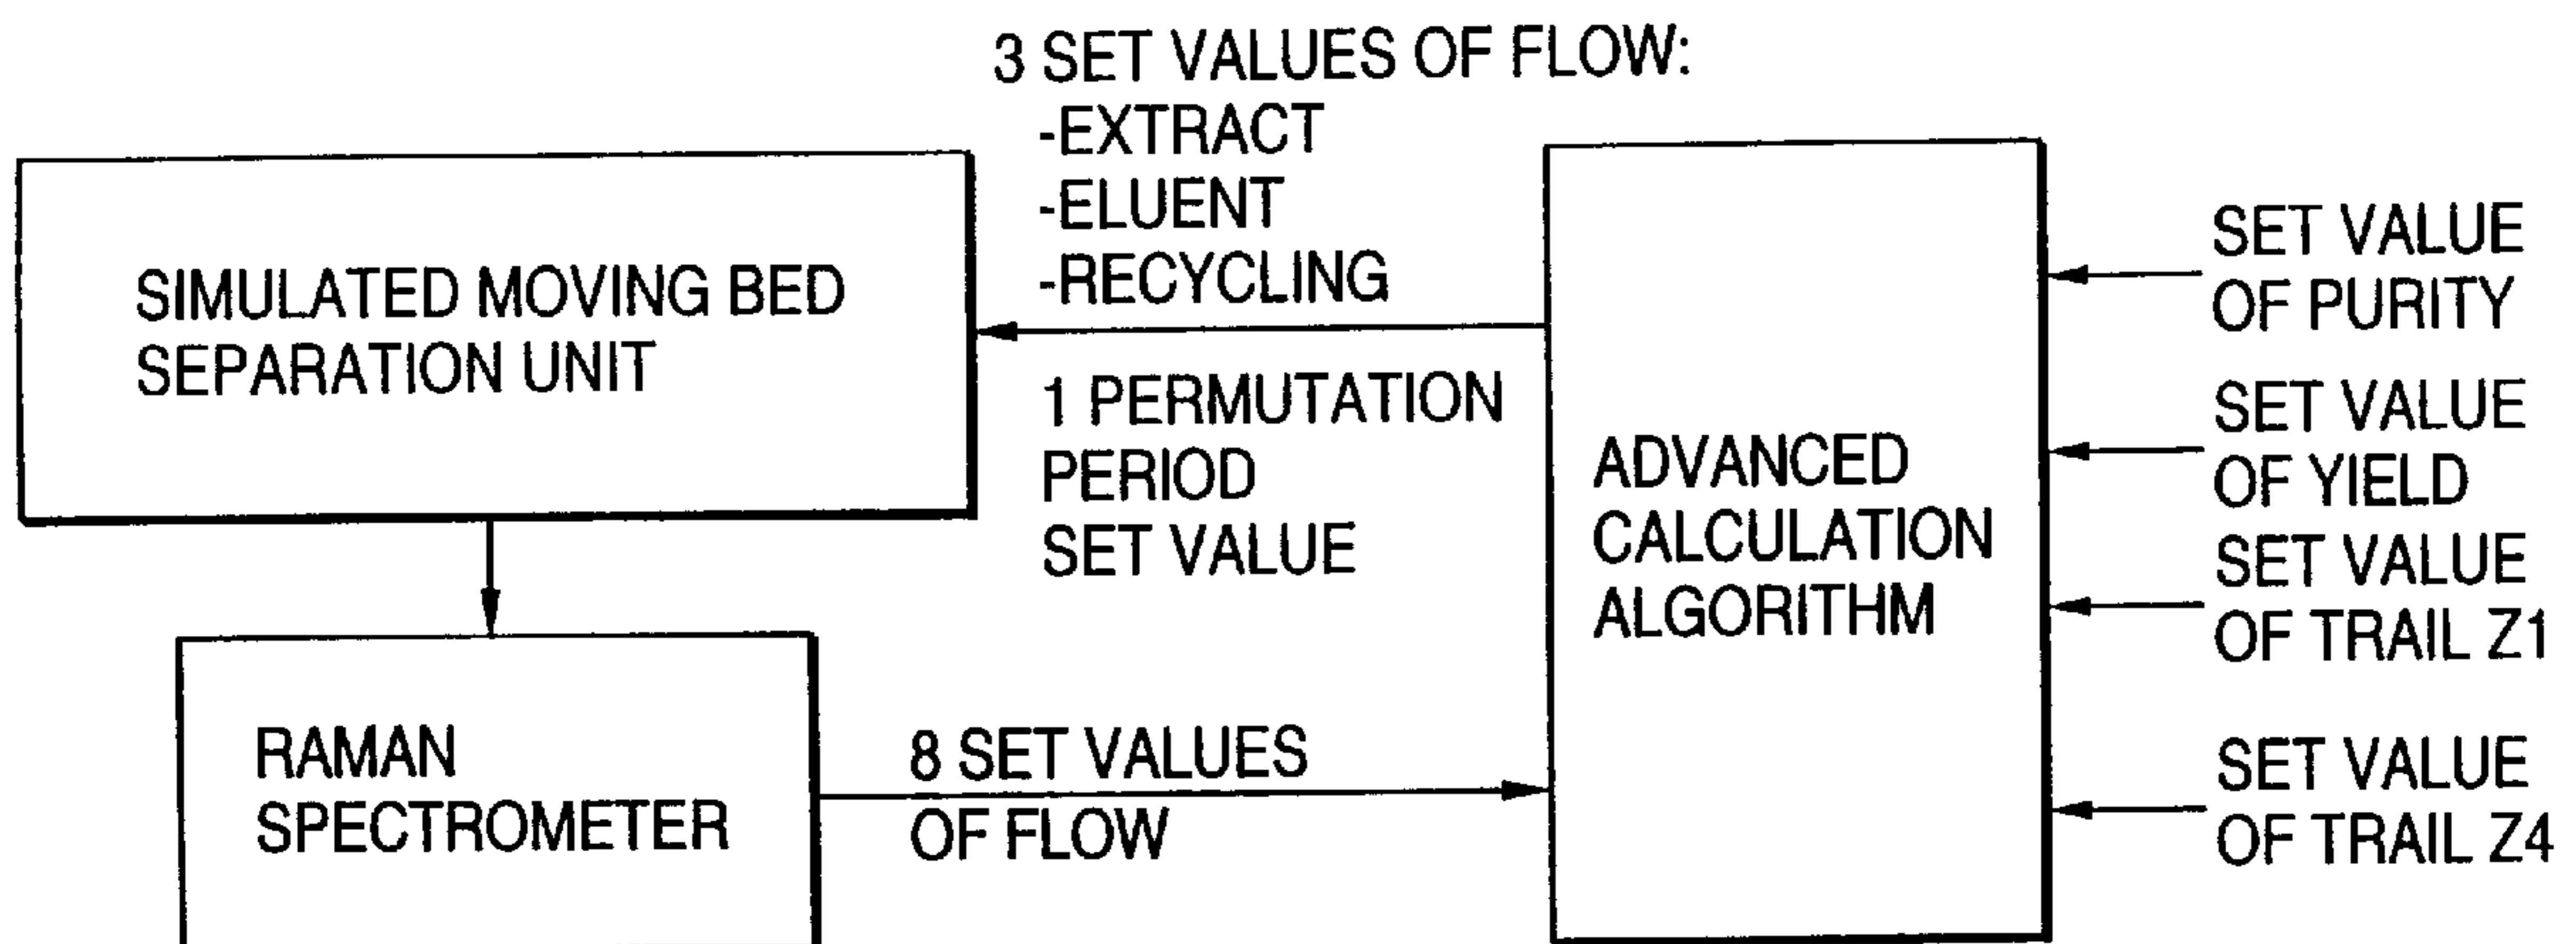 3 SET VALUES OF FLOW:
-EXTRACT
-ELUENT
-RECYCLING
SIMULATED MOVING BED
SEPARATION UNIT
1 PERMUTATION
PERIOD
SET VALUE
ADVANCED
CALCULATION
ALGORITHM
SET VALUE
OF PURITY
SET VALUE
OF YIELD
SET VALUE
OF TRAIL Z1
SET VALUE
OF TRAIL Z4
RAMAN
SPECTROMETER
8 SET VALUES
OF FLOW